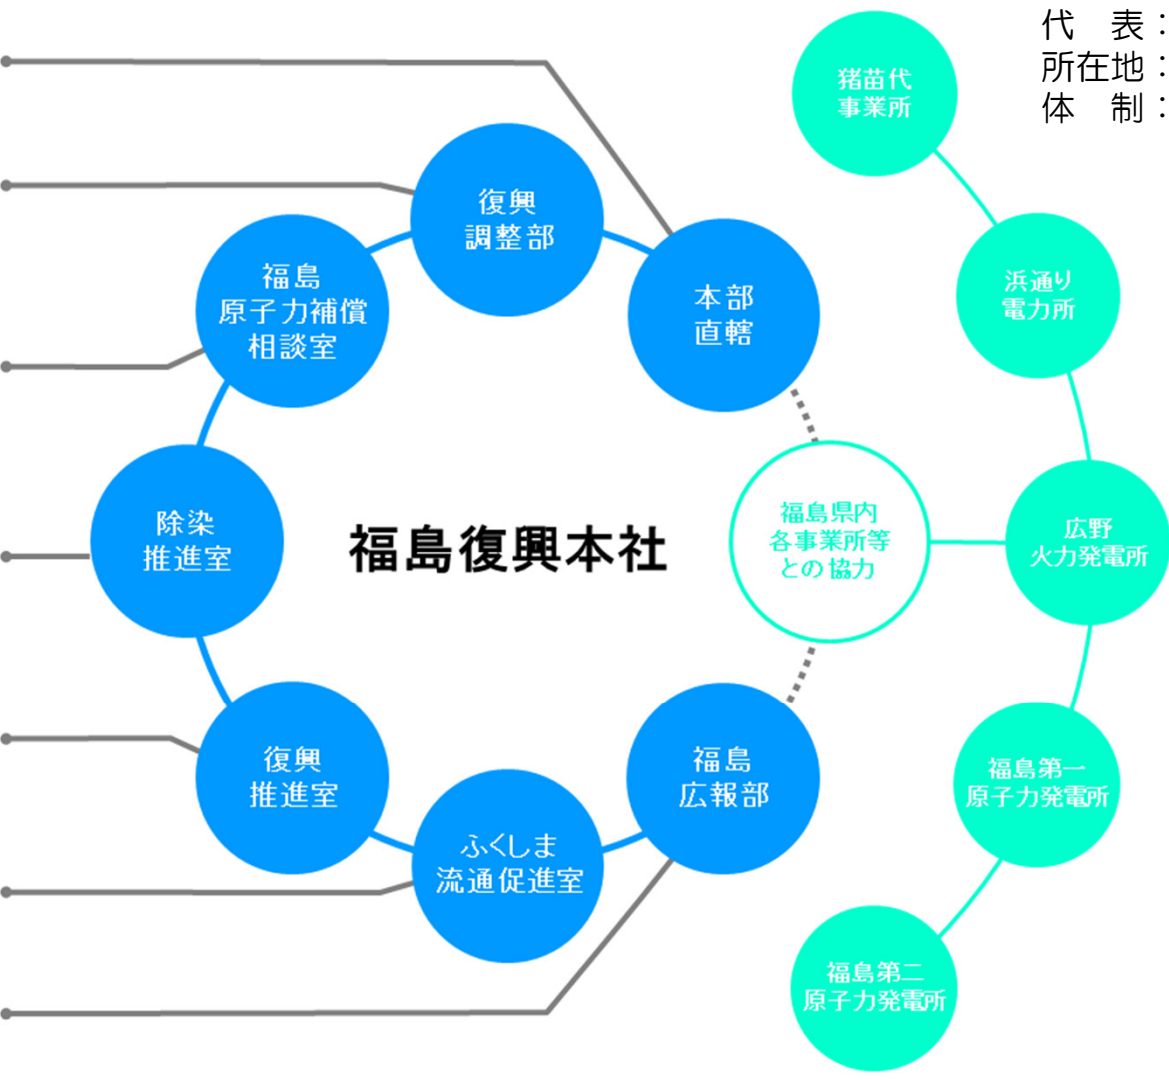 代　表：
所在地：
体　制：
猪苗代
事業所
復興
調整部
福島
原子力補償
相談室
本部
直轄
浜通り
電力所
除染
推進室
福島復興本社
福島県内
各事業所等
との協力
広野
火力発電所
復興
推進室
ふくしま
流通促進室
福島
広報部
福島第一
原子力発電所
福島第二
原子力発電所